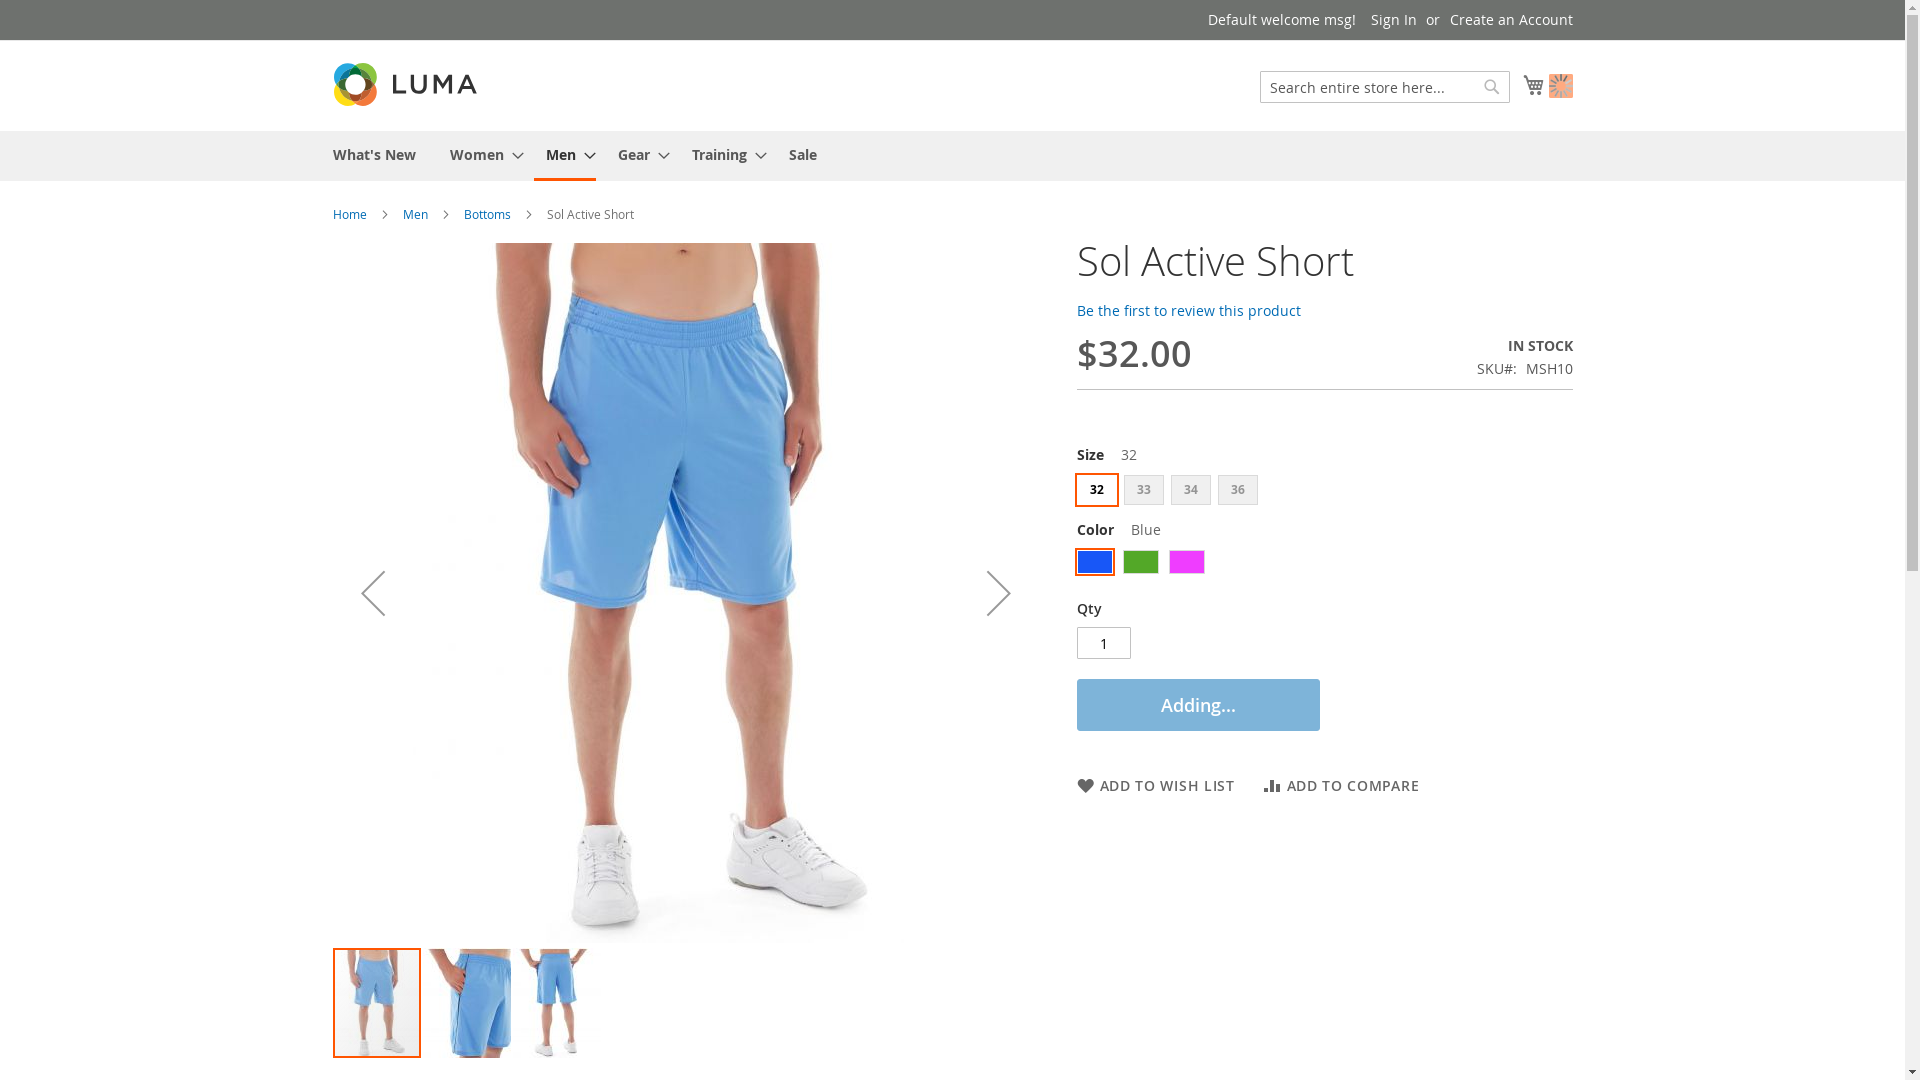 Default welcome msg! Sign In or Create an Account
LUMA
Search entire store here...
What's New Women Men Gear Training Sale
Home Men Bottoms Sol Active Short
Sol Active Short
Be the first to review this product
$32.00
IN STOCK
SKU#: MSH10
Size 32
32 33 34 36
Color Blue
Qty
1
Adding...
ADD TO WISH LIST ADD TO COMPARE